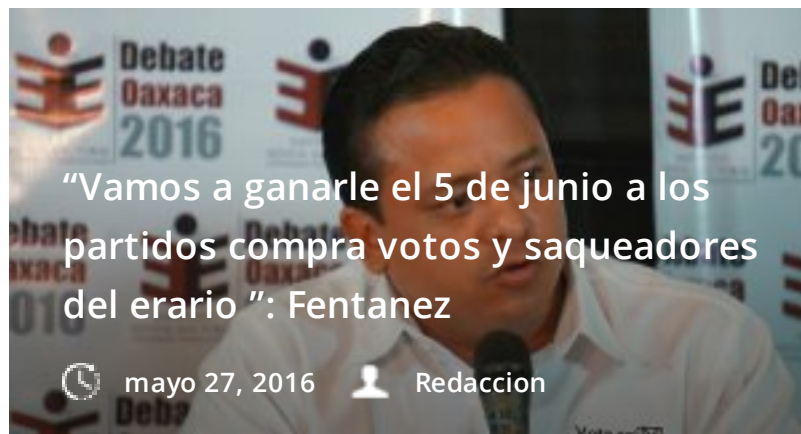 Debate
Oaxaca
2016
“Vamos a ganarle el 5 de junio a los
partidos compra votos y saqueadores
del erario ”: Fentanez
mayo 27, 2016
Redaccion